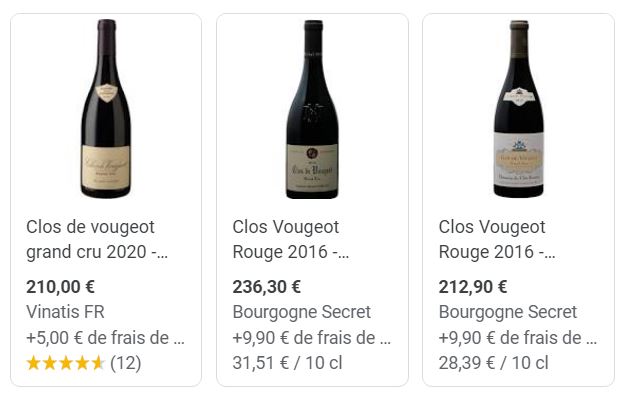 Clos de vougeot
grand cru 2020 -...
210,00 €
Vinatis FR
+5,00 € de frais de ...
(12)
Clos Vougeot
Rouge 2016 -...
236,30 €
Bourgogne Secret
+9,90 € de frais de ...
31,51 € / 10 cl
Clos Vougeot
Rouge 2016 -...
212,90 €
Bourgogne Secret
+9,90 € de frais de ...
28,39 € / 10 cl